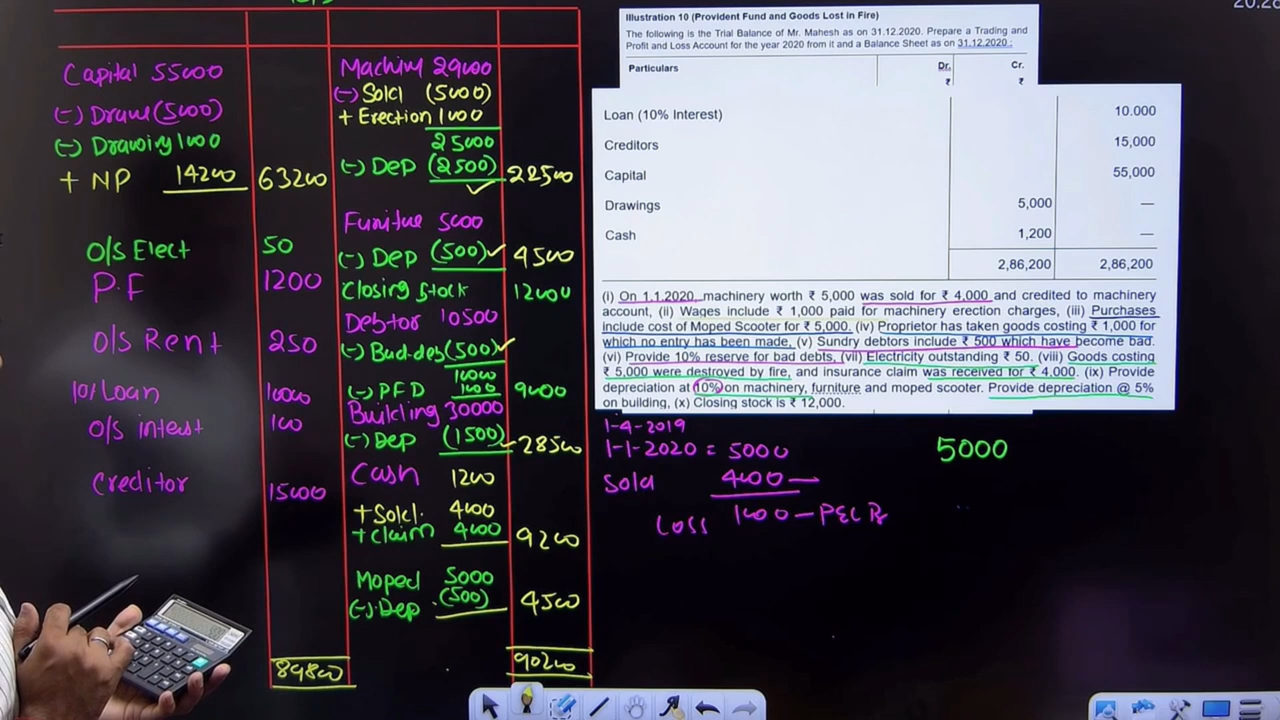 20:28
Capital 55000
(-) Draw (5000)
(-) Drawing 1000
+ NP 14200 63200
O/S Elect 50
P.F 1200
O/S Rent 250
10% Loan 10000
O/S interst 100
Creditor 15000
89800
Machine 29000
(-) Sold (5000)
+ Erection 1000
25000
(-) Dep (2500) 22500
Furnitue 5000
(-) Dep (500) 4500
Closing Stock 12000
Debtor 10500
(-) Bad-deb (500)
10000
(-) PFD 1000 9000
Building 30000
(-) Dep (1500) 28500
Cash 1200
+ Sold. 4000
+ Claim 4000 9200
Moped 5000
(-) Dep. (500) 4500
90200
Illustration 10 (Provident Fund and Goods Lost in Fire)
The following is the Trial Balance of Mr. Mahesh as on 31.12.2020. Prepare a Trading and
Profit and Loss Account for the year 2020 from it and a Balance Sheet as on 31.12.2020 :
Particulars Dr. Cr.
₹ ₹
Loan (10% Interest) 10.000
Creditors 15,000
Capital 55,000
Drawings 5,000 —
Cash 1,200 —
2,86,200 2,86,200
(i) On 1.1.2020, machinery worth ₹ 5,000 was sold for ₹ 4,000 and credited to machinery
account, (ii) Wages include ₹ 1,000 paid for machinery erection charges, (iii) Purchases
include cost of Moped Scooter for ₹ 5,000. (iv) Proprietor has taken goods costing ₹ 1,000 for
which no entry has been made, (v) Sundry debtors include ₹ 500 which have become bad.
(vi) Provide 10% reserve for bad debts, (vii) Electricity outstanding ₹ 50. (viii) Goods costing
₹ 5,000 were destroyed by fire, and insurance claim was received for ₹ 4,000. (ix) Provide
depreciation at 10% on machinery, furniture and moped scooter. Provide depreciation @ 5%
on building, (x) Closing stock is ₹ 12,000.
1-4-2019
1-1-2020 = 5000 5000
Sold 4000 —
Loss 1000 —